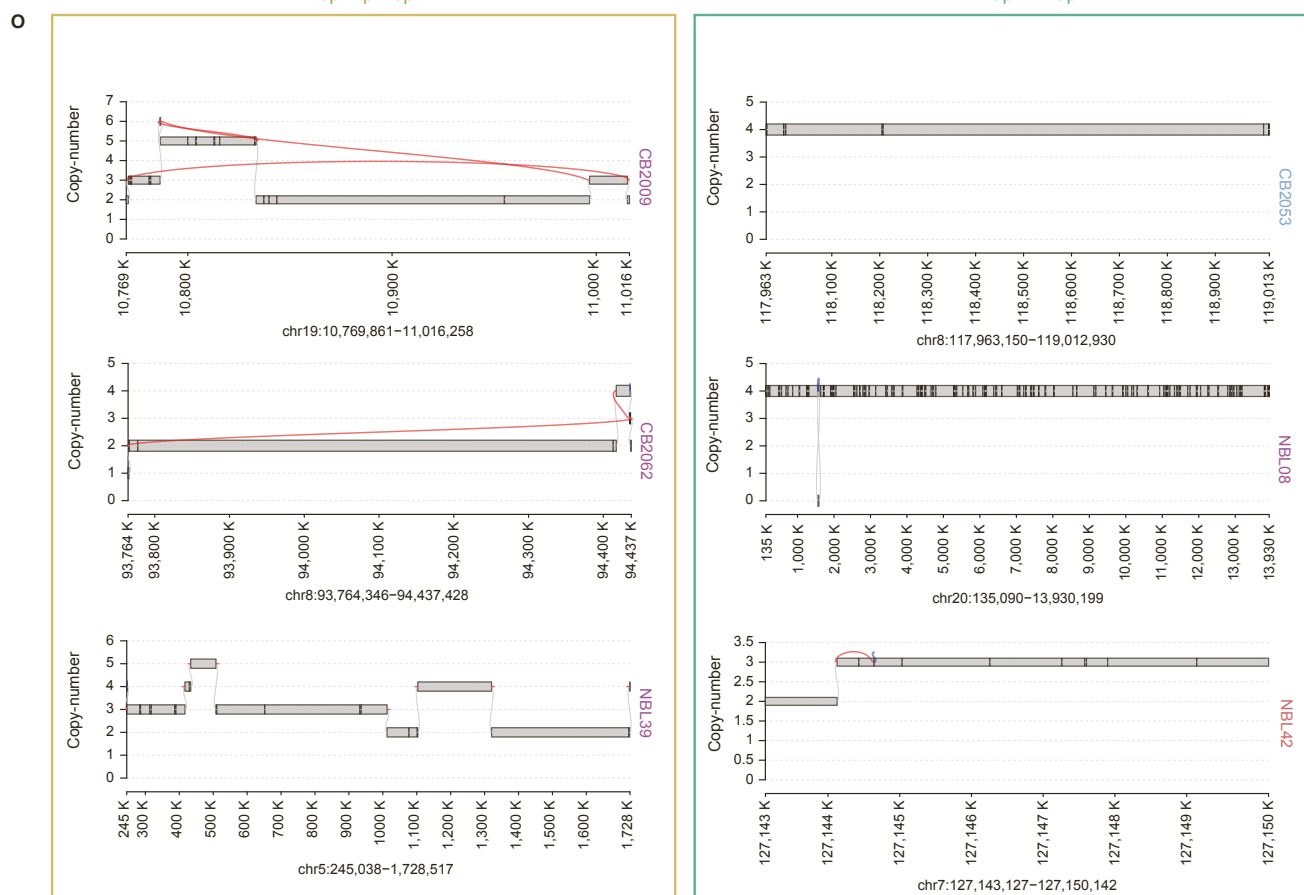 O
Copy-number
7
6
5
4
3
2
1
0
CB2009
10,769 K
10,800 K
10,900 K
11,000 K
11,016 K
chr19:10,769,861−11,016,258
Copy-number
5
4
3
2
1
0
CB2062
93,764 K
93,800 K
93,900 K
94,000 K
94,100 K
94,200 K
94,300 K
94,400 K
94,437 K
chr8:93,764,346−94,437,428
Copy-number
6
5
4
3
2
1
0
NBL39
245 K
300 K
400 K
500 K
600 K
700 K
800 K
900 K
1000 K
1,100 K
1,200 K
1,300 K
1,400 K
1,500 K
1,600 K
1,728 K
chr5:245,038−1,728,517
Copy-number
5
4
3
2
1
0
CB2053
117,963 K
118,100 K
118,200 K
118,300 K
118,400 K
118,500 K
118,600 K
118,700 K
118,800 K
118,900 K
119,013 K
chr8:117,963,150−119,012,930
Copy-number
5
4
3
2
1
0
NBL08
135 K
1,000 K
2,000 K
3,000 K
4,000 K
5,000 K
6,000 K
7,000 K
8,000 K
9,000 K
10,000 K
11,000 K
12,000 K
13,000 K
13,930 K
chr20:135,090−13,930,199
Copy-number
3.5
3
2.5
2
1.5
1
0.5
0
NBL42
127,143 K
127,144 K
127,145 K
127,146 K
127,147 K
127,148 K
127,149 K
127,150 K
chr7:127,143,127−127,150,142